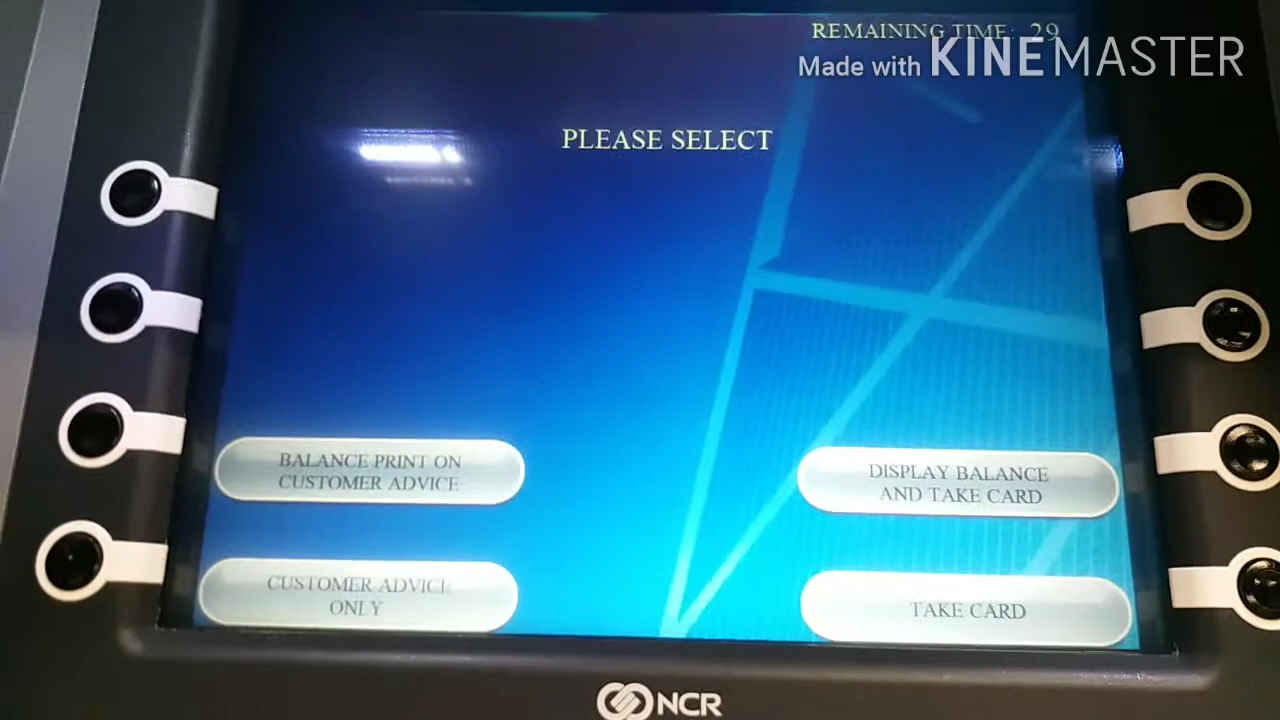 REMAINING TIME: 29
Made with KINEMASTER
PLEASE SELECT
BALANCE PRINT ON
CUSTOMER ADVICE
DISPLAY BALANCE
AND TAKE CARD
CUSTOMER ADVICE
ONLY
TAKE CARD
NCR